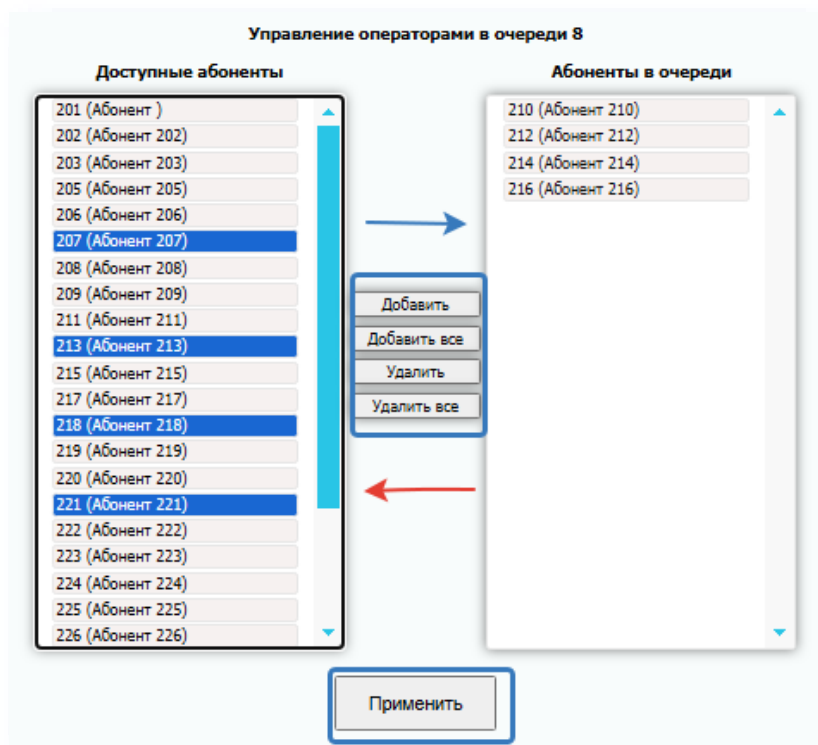 Управление операторами в очереди 8
Доступные абоненты
201 (Абонент )
202 (Абонент 202)
203 (Абонент 203)
205 (Абонент 205)
206 (Абонент 206)
207 (Абонент 207)
208 (Абонент 208)
209 (Абонент 209)
211 (Абонент 211)
213 (Абонент 213)
215 (Абонент 215)
217 (Абонент 217)
218 (Абонент 218)
219 (Абонент 219)
220 (Абонент 220)
221 (Абонент 221)
222 (Абонент 222)
223 (Абонент 223)
224 (Абонент 224)
225 (Абонент 225)
226 (Абонент 226)
Добавить
Добавить все
Удалить
Удалить все
Абоненты в очереди
210 (Абонент 210)
212 (Абонент 212)
214 (Абонент 214)
216 (Абонент 216)
Применить